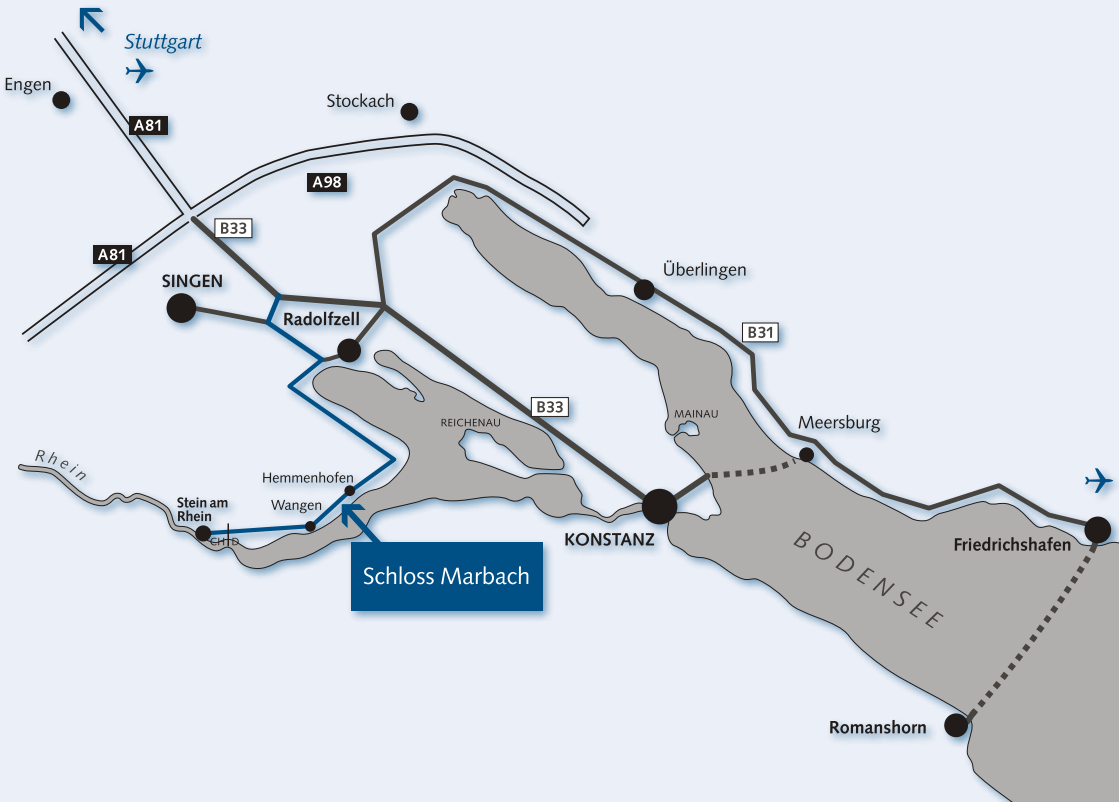 Stuttgart
Engen
Stockach
A81
A98
B33
A81
SINGEN
Überlingen
Radolfzell
B31
B33
MAINAU
REICHENAU
Meersburg
Rhein
Hemmenhofen
Wangen
Stein am
Rhein
CH
D
KONSTANZ
BODENSEE
Friedrichshafen
Schloss Marbach
Romanshorn